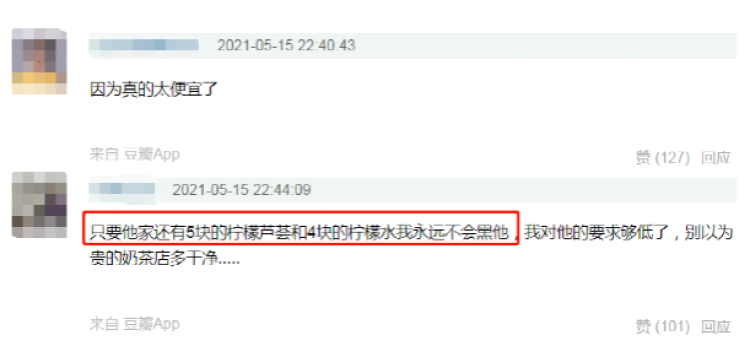 2021-05-15 22:40:43
因为真的太便宜了
来自 豆瓣App
赞 (127) 回应
2021-05-15 22:44:09
只要他家还有5块的柠檬芦荟和4块的柠檬水我永远不会黑他，我对他的要求够低了，别以为
贵的奶茶店多干净.....
来自 豆瓣App
赞 (101) 回应